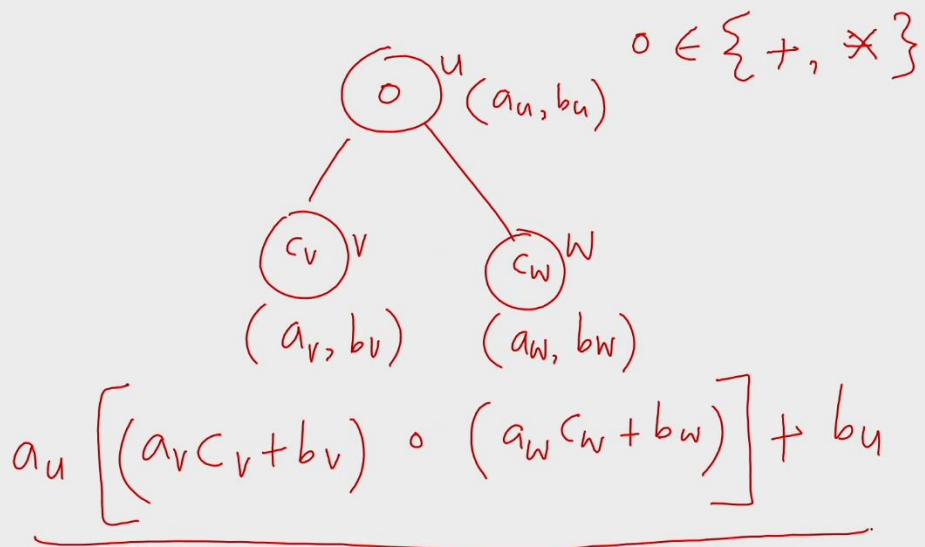 ∘ ∈ {+, *}
∘ u
(a_u, b_u)
c_v v
c_w w
(a_v, b_v) (a_w, b_w)
a_u [(a_v c_v + b_v) ∘ (a_w c_w + b_w)] + b_u